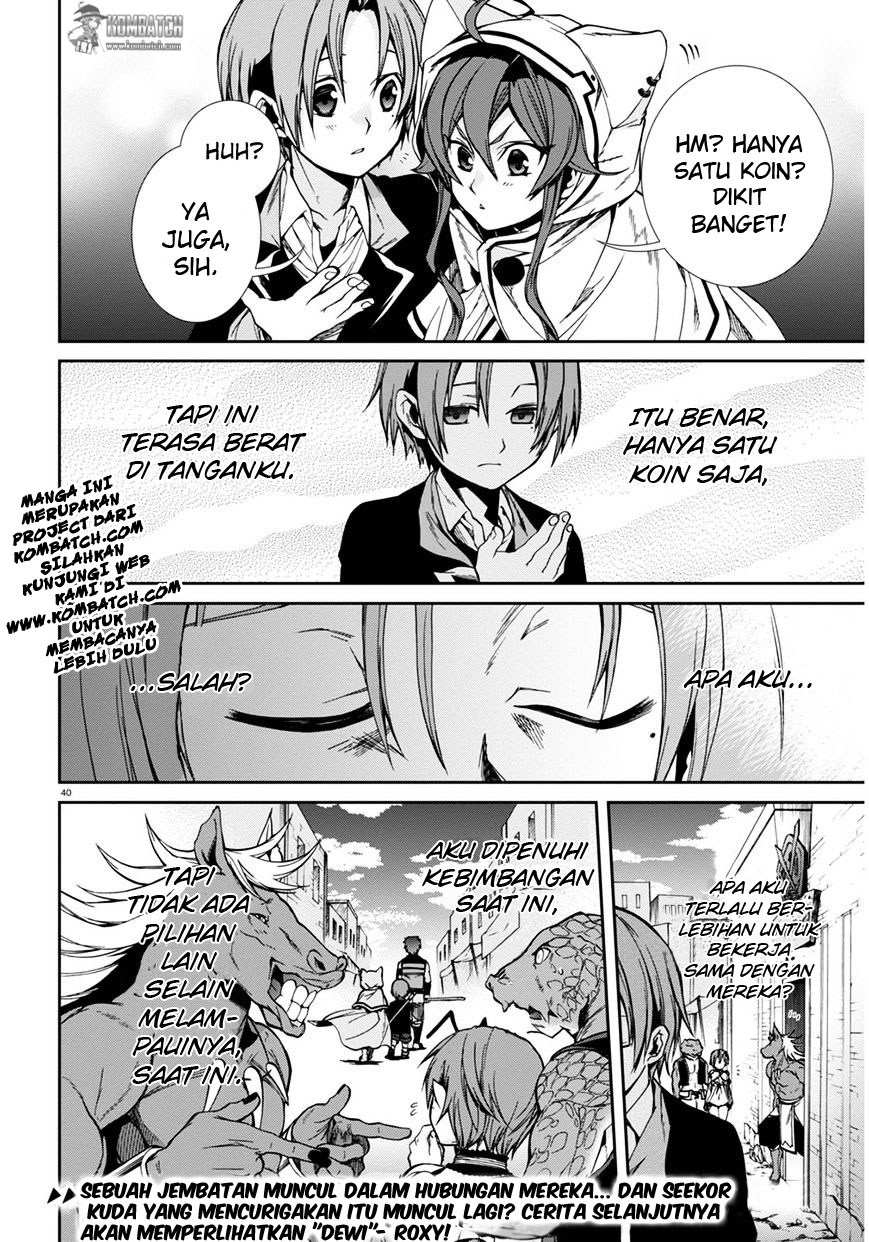 KOMBATCH
www.kombatch.com
HM? HANYA
SATU KOIN?
DIKIT
BANGET!
HUH?
YA
JUGA,
SIH.
ITU BENAR,
HANYA SATU
KOIN SAJA,
TAPI INI
TERASA BERAT
DI TANGANKU.
MANGA INI
MERUPAKAN
PROJECT DARI
KOMBATCH.COM
SILAHKAN
KUNJUNGI WEB
KAMI DI
WWW.KOMBATCH.COM
UNTUK
MEMBACANYA
LEBIH DULU
APA AKU...
...SALAH?
40
APA AKU
TERLALU BER-
LEBIHAN UNTUK
BEKERJA
SAMA DENGAN
MEREKA?
AKU DIPENUHI
KEBIMBANGAN
SAAT INI,
TAPI
TIDAK ADA
PILIHAN
LAIN
SELAIN
MELAM-
PAUINYA,
SAAT INI.
SEBUAH JEMBATAN MUNCUL DALAM HUBUNGAN MEREKA... DAN SEEKOR
KUDA YANG MENCURIGAKAN ITU MUNCUL LAGI? CERITA SELANJUTNYA
AKAN MEMPERLIHATKAN "DEWI"- ROXY!